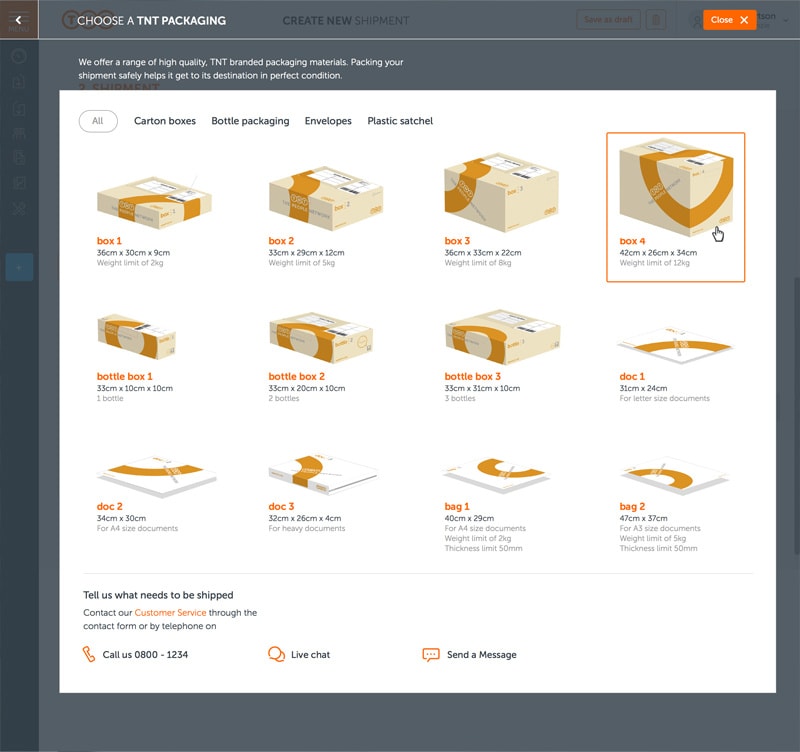 CHOOSE A TNT PACKAGING
CREATE NEW SHIPMENT
Save as draft
Close
MENU
We offer a range of high quality, TNT branded packaging materials. Packing your
shipment safely helps it get to its destination in perfect condition.
2. SHIPMENT
All
Carton boxes
Bottle packaging
Envelopes
Plastic satchel
box 1
36cm x 30cm x 9cm
Weight limit of 2kg
box 2
33cm x 29cm x 12cm
Weight limit of 5kg
box 3
36cm x 33cm x 22cm
Weight limit of 8kg
box 4
42cm x 26cm x 34cm
Weight limit of 12kg
bottle box 1
33cm x 10cm x 10cm
1 bottle
bottle box 2
33cm x 20cm x 10cm
2 bottles
bottle box 3
33cm x 31cm x 10cm
3 bottles
doc 1
31cm x 24cm
For letter size documents
doc 2
34cm x 30cm
For A4 size documents
doc 3
32cm x 26cm x 4cm
For heavy documents
bag 1
40cm x 29cm
For A4 size documents
Weight limit of 2kg
Thickness limit 50mm
bag 2
47cm x 37cm
For A3 size documents
Weight limit of 5kg
Thickness limit 50mm
Tell us what needs to be shipped
Contact our Customer Service through the
contact form or by telephone on
Call us 0800 - 1234
Live chat
Send a Message